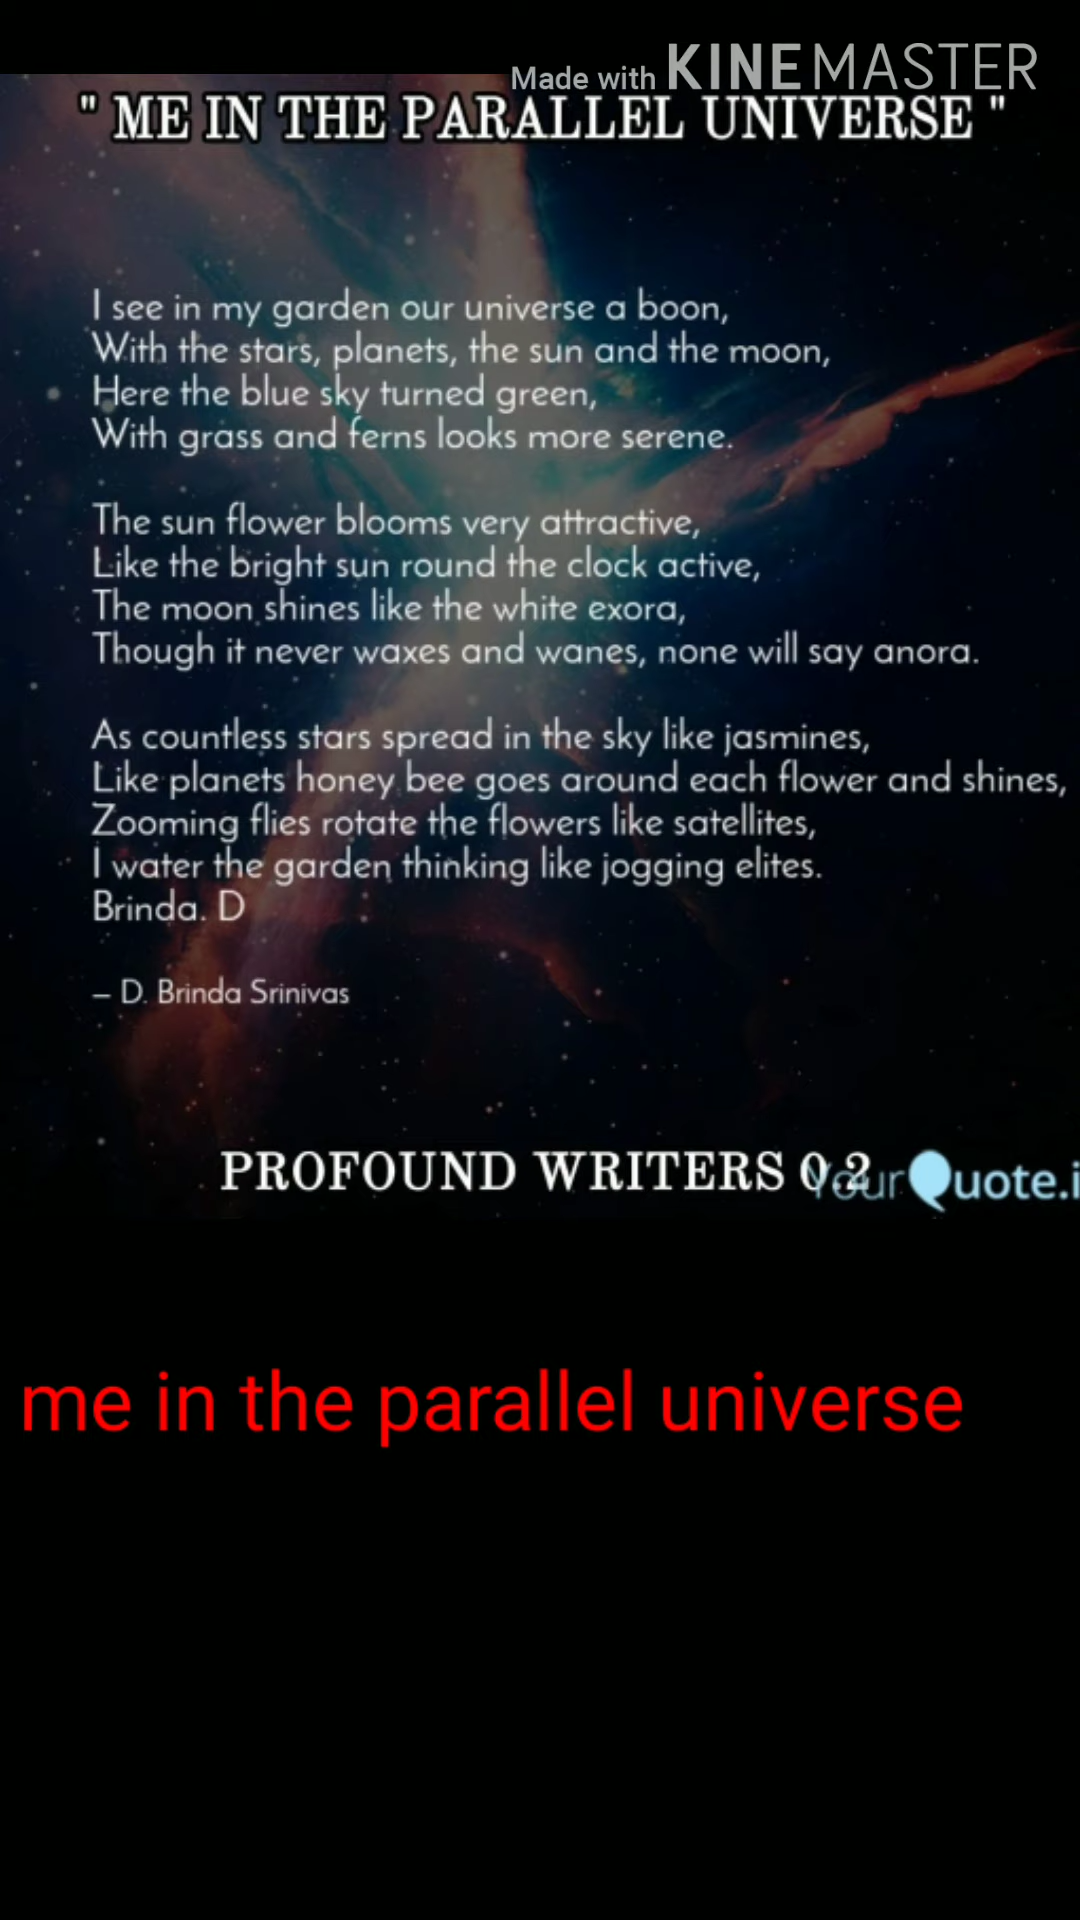 Made with KINEMASTER
" ME IN THE PARALLEL UNIVERSE "
I see in my garden our universe a boon,
With the stars, planets, the sun and the moon,
Here the blue sky turned green,
With grass and ferns looks more serene.
The sun flower blooms very attractive,
Like the bright sun round the clock active,
The moon shines like the white exora,
Though it never waxes and wanes, none will say anora.
As countless stars spread in the sky like jasmines,
Like planets honey bee goes around each flower and shines,
Zooming flies rotate the flowers like satellites,
I water the garden thinking like jogging elites.
Brinda. D
– D. Brinda Srinivas
PROFOUND WRITERS 0.2
YourQuote.i
me in the parallel universe